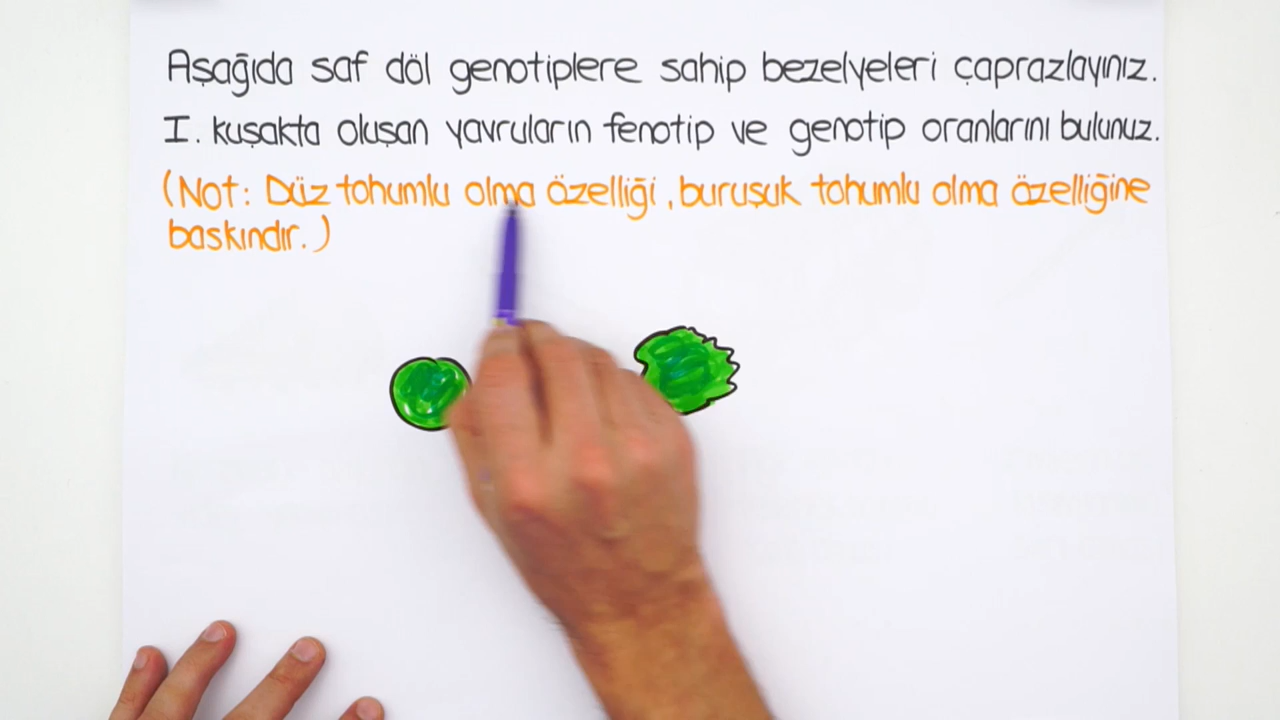 Aşağıda saf döl genotiplere sahip bezelyeleri çaprazlayınız.
I. kuşakta oluşan yavruların fenotip ve genotip oranlarını bulunuz.
(Not: Düz tohumlu olma özelliği, buruşuk tohumlu olma özelliğine
baskındır.)